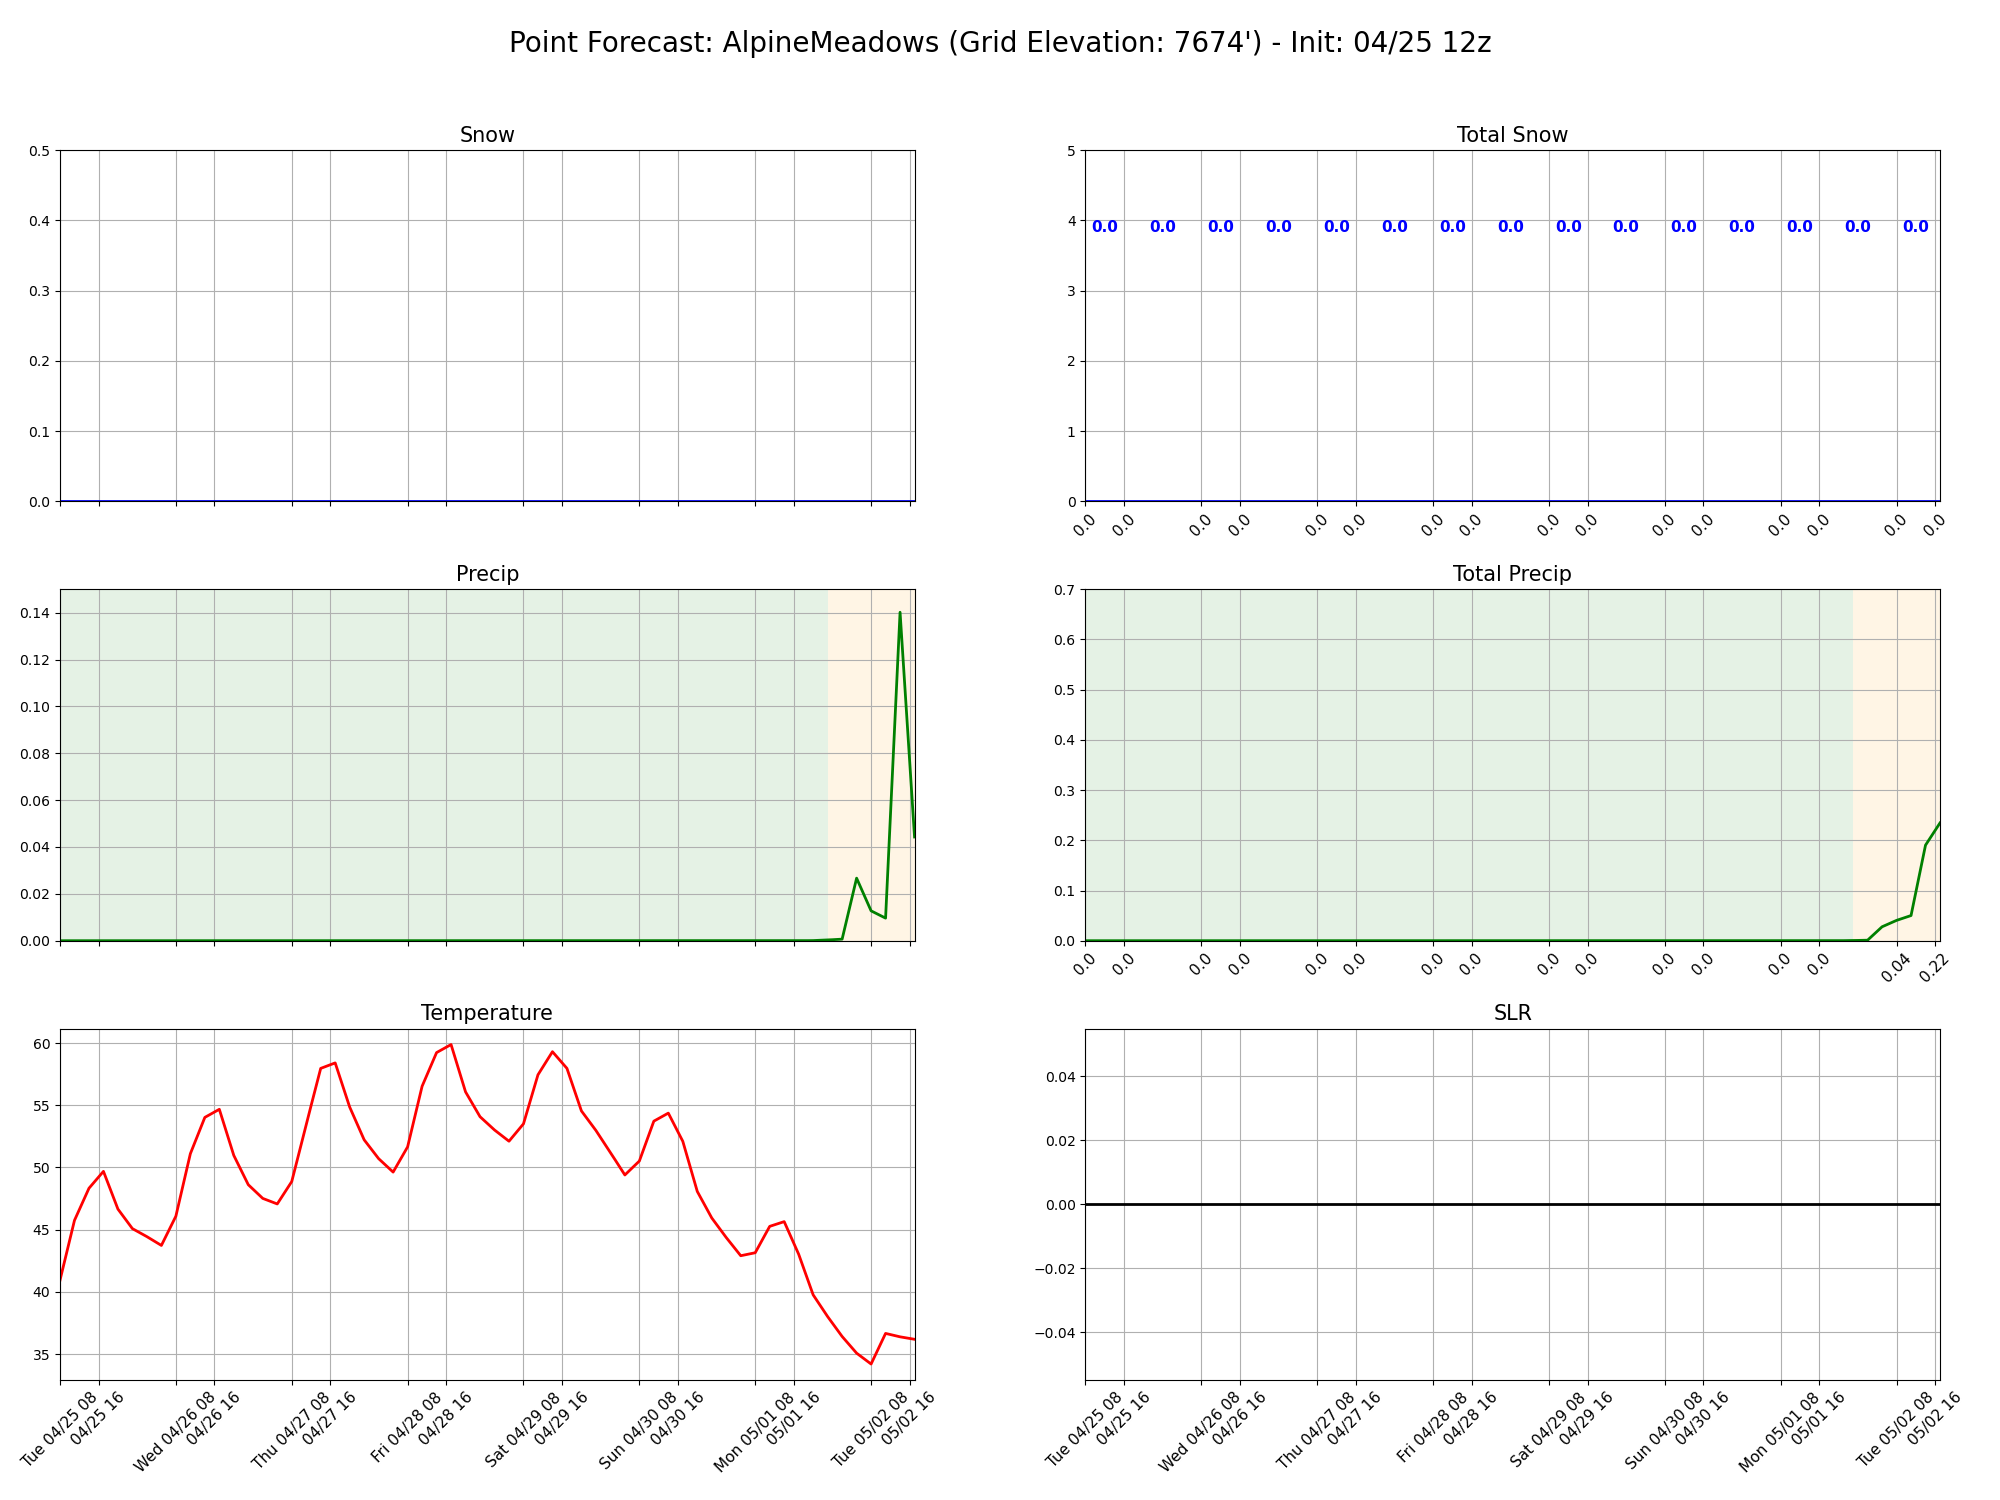 Point Forecast: AlpineMeadows (Grid Elevation: 7674') - Init: 04/25 12z
Snow
0.5
0.4
0.3
0.2
0.1
0.0
Total Snow
5
4
3
2
1
0
0.0 0.0 0.0 0.0 0.0 0.0 0.0 0.0 0.0 0.0 0.0 0.0 0.0 0.0 0.0
0.0 0.0 0.0 0.0 0.0 0.0 0.0 0.0 0.0 0.0 0.0 0.0 0.0 0.0 0.0 0.0
Precip
0.14
0.12
0.10
0.08
0.06
0.04
0.02
0.00
Total Precip
0.7
0.6
0.5
0.4
0.3
0.2
0.1
0.0
0.0 0.0 0.0 0.0 0.0 0.0 0.0 0.0 0.0 0.0 0.0 0.0 0.0 0.0 0.04 0.22
Temperature
60
55
50
45
40
35
Tue 04/25 08
04/25 16
Wed 04/26 08
04/26 16
Thu 04/27 08
04/27 16
Fri 04/28 08
04/28 16
Sat 04/29 08
04/29 16
Sun 04/30 08
04/30 16
Mon 05/01 08
05/01 16
Tue 05/02 08
05/02 16
SLR
0.04
0.02
0.00
−0.02
−0.04
Tue 04/25 08
04/25 16
Wed 04/26 08
04/26 16
Thu 04/27 08
04/27 16
Fri 04/28 08
04/28 16
Sat 04/29 08
04/29 16
Sun 04/30 08
04/30 16
Mon 05/01 08
05/01 16
Tue 05/02 08
05/02 16